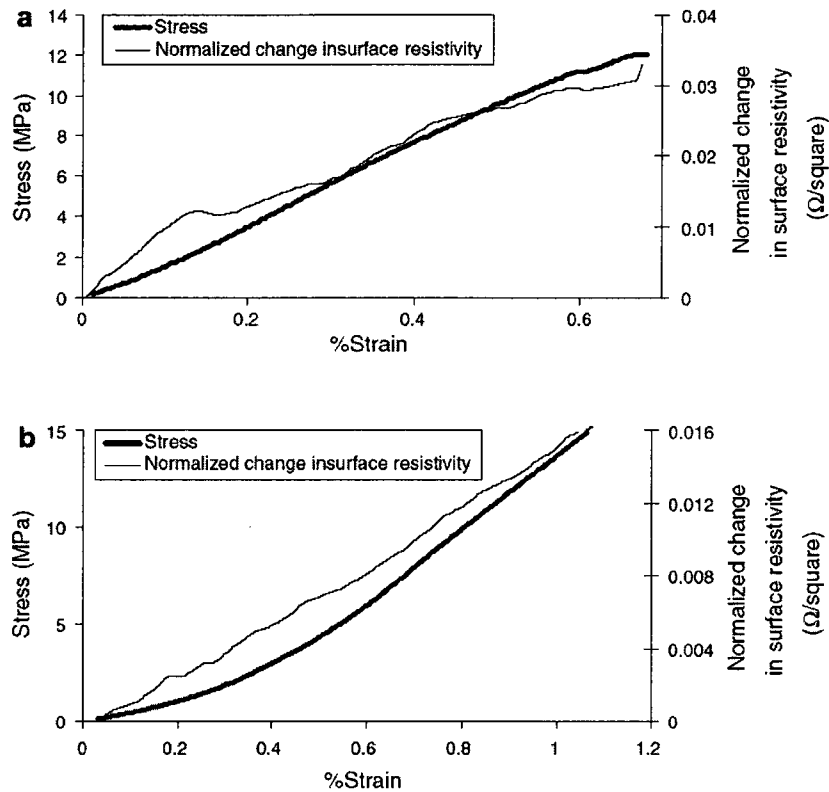 a
14
12
10
8
6
4
2
0
Stress (MPa)
Stress
Normalized change insurface resistivity
0.04
0.03
0.02
0.01
0
Normalized change
in surface resistivity
(Ω/square)
0
0.2
0.4
0.6
%Strain
b
15
10
5
0
Stress (MPa)
Stress
Normalized change insurface resistivity
0.016
0.012
0.008
0.004
0
Normalized change
in surface resistivity
(Ω/square)
0
0.2
0.4
0.6
0.8
1
1.2
%Strain